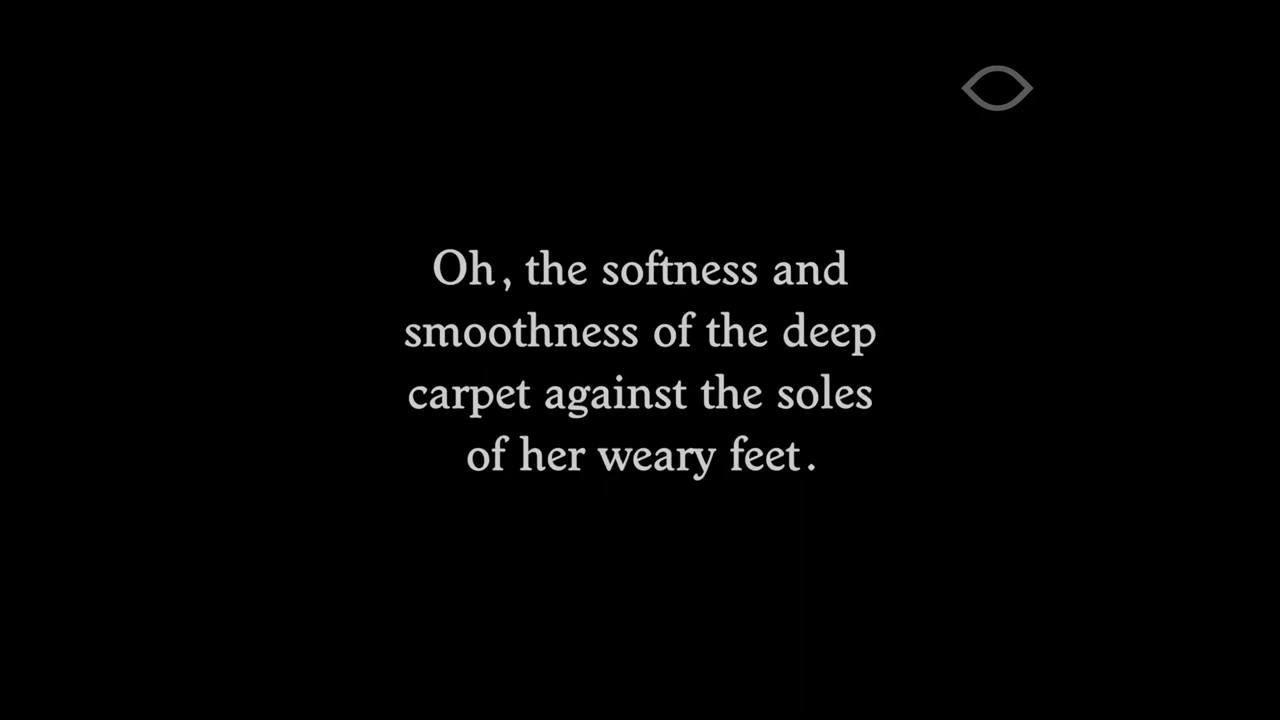 Oh, the softness and
smoothness of the deep
carpet against the soles
of her weary feet.